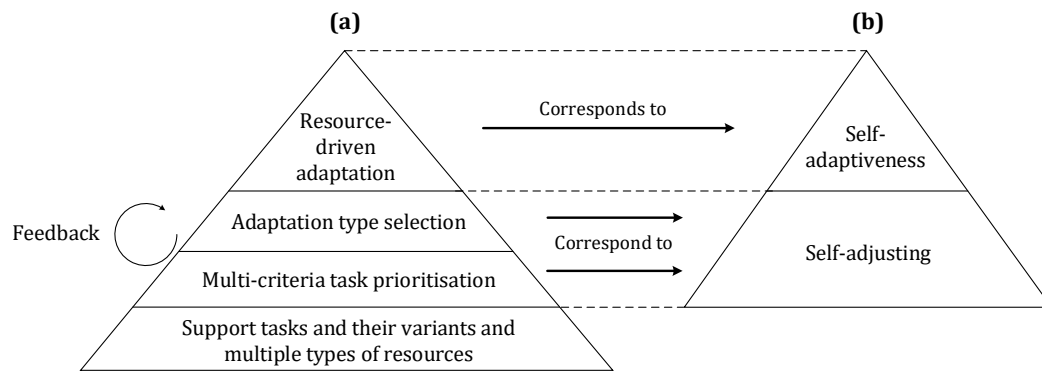 (a)
(b)
Resource-
driven
adaptation
Corresponds to
Self-
adaptiveness
Adaptation type selection
Feedback
Correspond to
Multi-criteria task prioritisation
Self-adjusting
Support tasks and their variants and
multiple types of resources